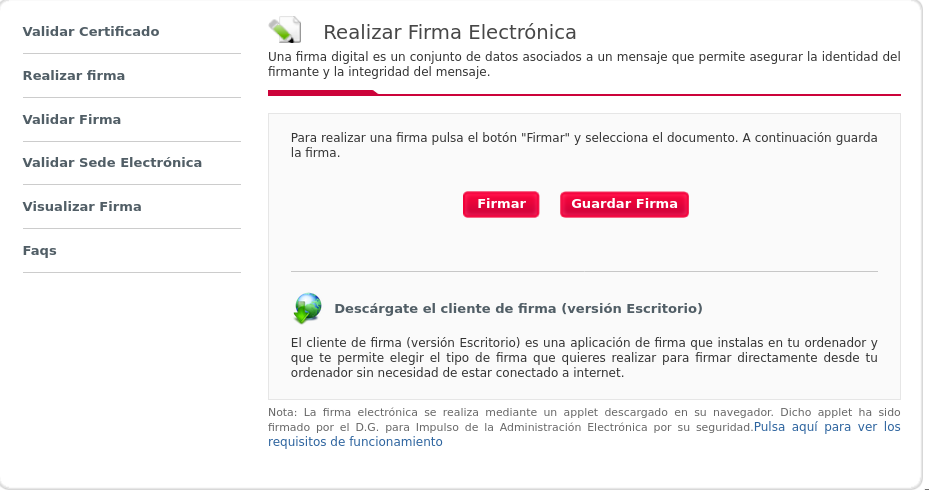 Validar Certificado
Realizar firma
Validar Firma
Validar Sede Electrónica
Visualizar Firma
Faqs
Realizar Firma Electrónica
Una firma digital es un conjunto de datos asociados a un mensaje que permite asegurar la identidad del
firmante y la integridad del mensaje.
Para realizar una firma pulsa el botón "Firmar" y selecciona el documento. A continuación guarda
la firma.
Firmar
Guardar Firma
Descárgate el cliente de firma (versión Escritorio)
El cliente de firma (versión Escritorio) es una aplicación de firma que instalas en tu ordenador y
que te permite elegir el tipo de firma que quieres realizar para firmar directamente desde tu
ordenador sin necesidad de estar conectado a internet.
Nota: La firma electrónica se realiza mediante un applet descargado en su navegador. Dicho applet ha sido
firmado por el D.G. para Impulso de la Administración Electrónica por su seguridad.Pulsa aquí para ver los
requisitos de funcionamiento